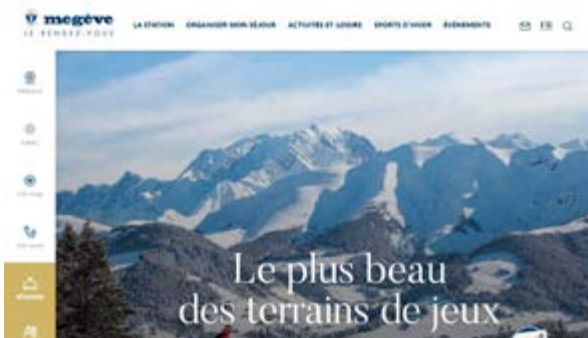 megève
LE RENDEZ-VOUS
LA STATION ORGANISER MON SÉJOUR ACTIVITÉS ET LOISIRS SPORTS D'HIVER ÉVÉNEMENTS FR
Le plus beau
des terrains de jeux